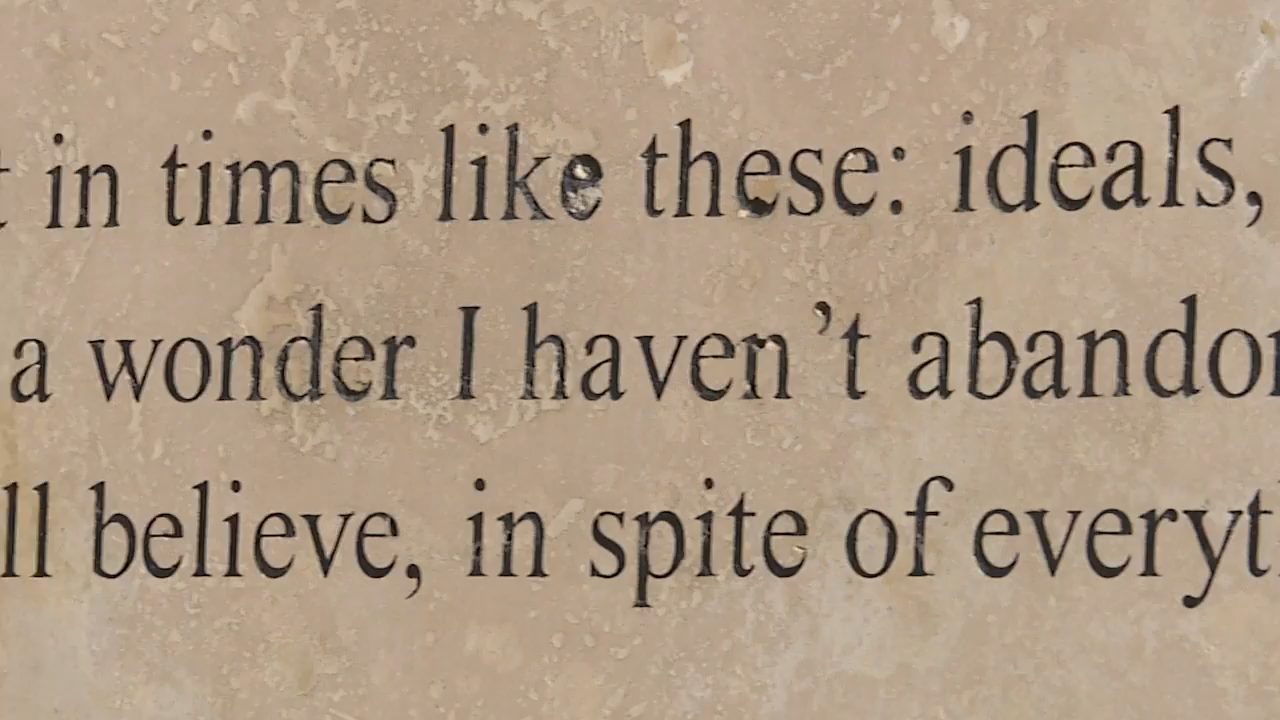 t in times like these: ideals,
a wonder I haven’t abandon
ll believe, in spite of everyt